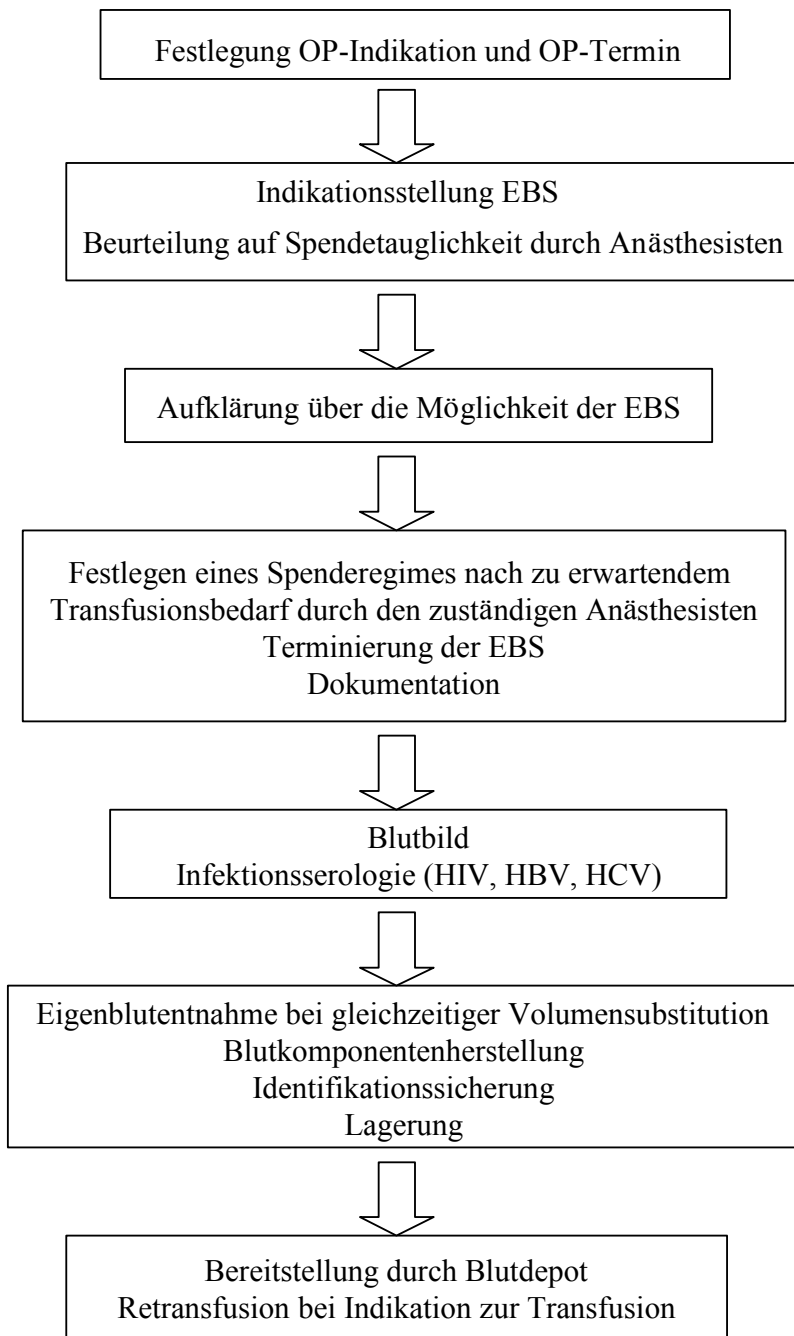 Festlegung OP-Indikation und OP-Termin
Indikationsstellung EBS
Beurteilung auf Spendetauglichkeit durch Anästhesisten
Aufklärung über die Möglichkeit der EBS
Festlegen eines Spenderegimes nach zu erwartendem
Transfusionsbedarf durch den zuständigen Anästhesisten
Terminierung der EBS
Dokumentation
Blutbild
Infektionsserologie (HIV, HBV, HCV)
Eigenblutentnahme bei gleichzeitiger Volumensubstitution
Blutkomponentenherstellung
Identifikationssicherung
Lagerung
Bereitstellung durch Blutdepot
Retransfusion bei Indikation zur Transfusion